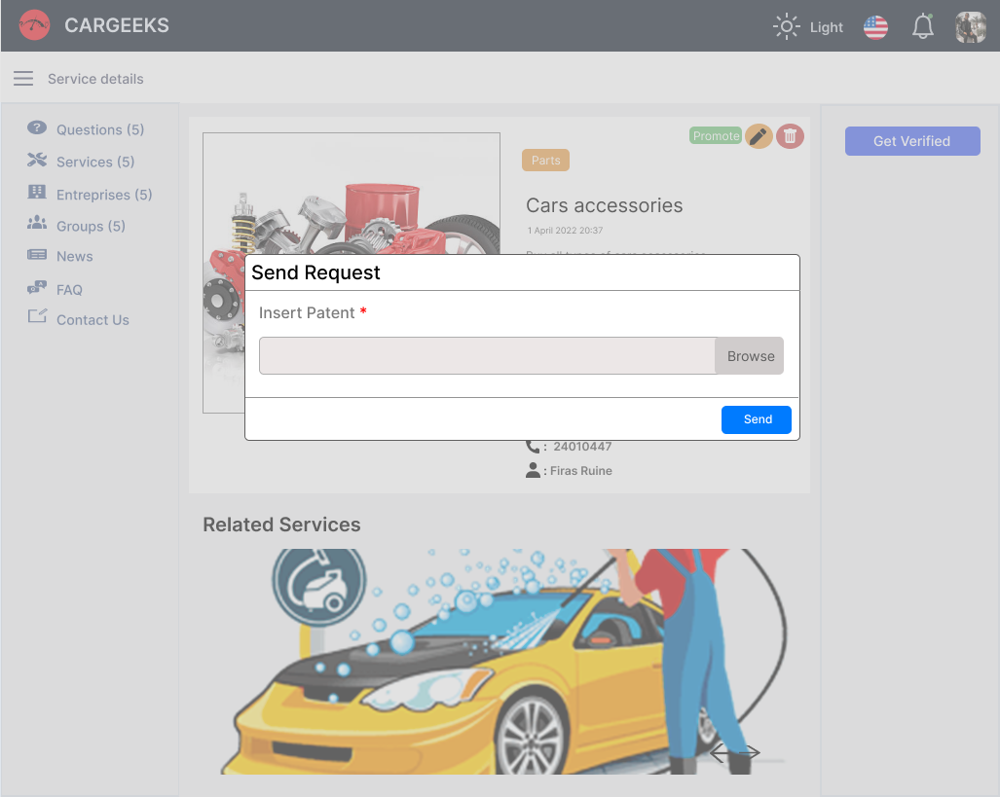 CARGEEKS
Light
Service details
Questions (5)
Services (5)
Entreprises (5)
Groups (5)
News
FAQ
Contact Us
Promote
Parts
Cars accessories
1 April 2022 20:37
Get Verified
Send Request
Insert Patent *
Browse
Send
: 24010447
: Firas Ruine
Related Services